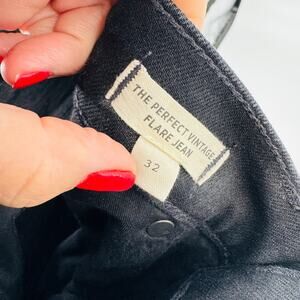 THE PERFECT VINTAGE
FLARE JEAN
32